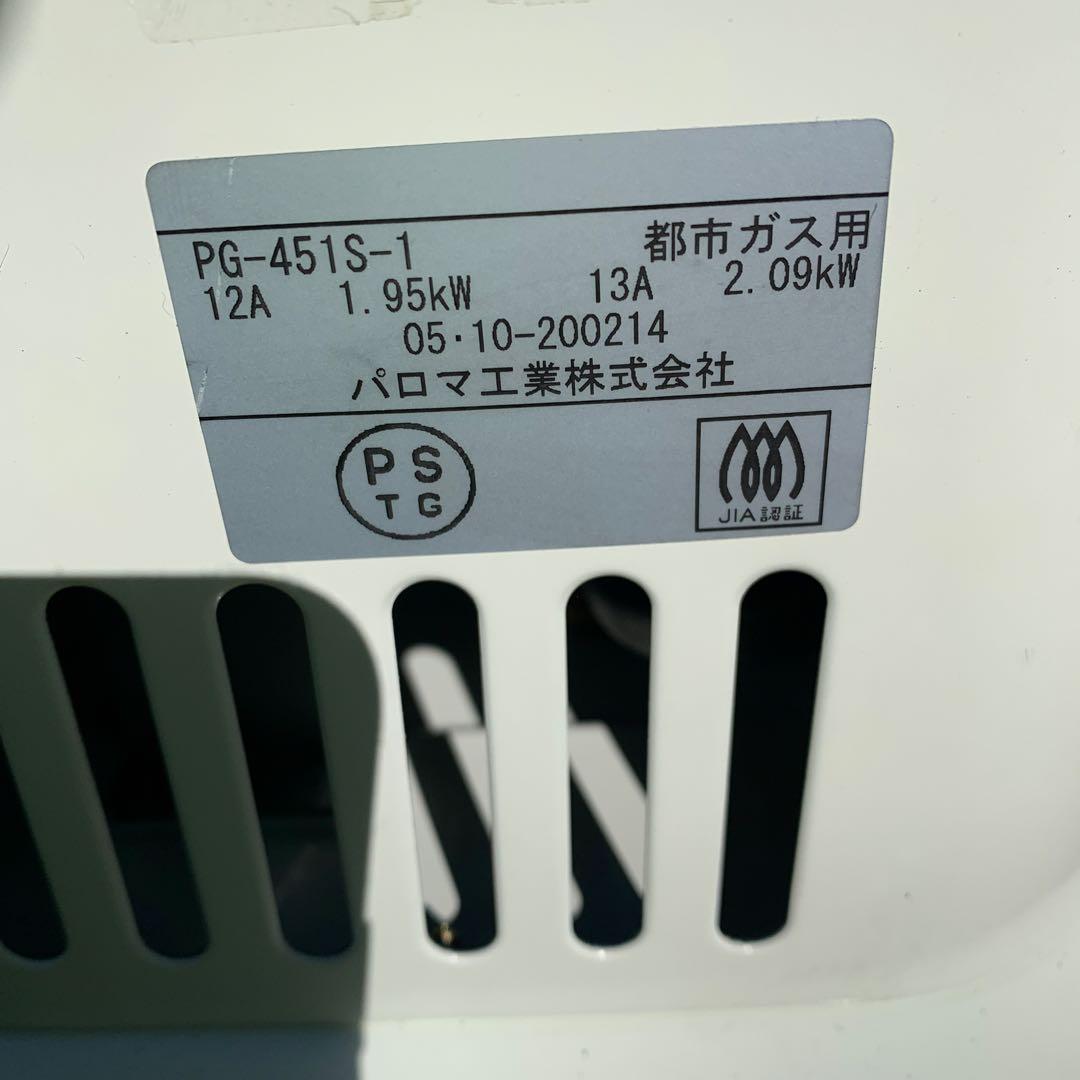 PG-451S-1 都市ガス用
12A 1.95kW 13A 2.09kW
05・10-200214
パロマ工業株式会社
PS
TG
JIA認証